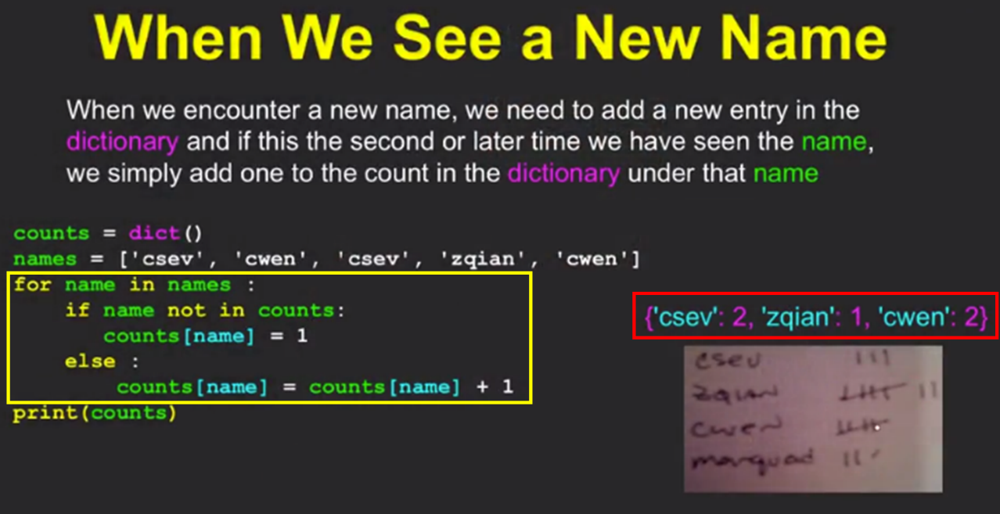 When We See a New Name
When we encounter a new name, we need to add a new entry in the
dictionary and if this the second or later time we have seen the name,
we simply add one to the count in the dictionary under that name
counts = dict()
names = ['csev', 'cwen', 'csev', 'zqian', 'cwen']
for name in names :
    if name not in counts:
       counts[name] = 1
    else :
        counts[name] = counts[name] + 1
print(counts)
{'csev': 2, 'zqian': 1, 'cwen': 2}
csev
zqian
cwen
marquad